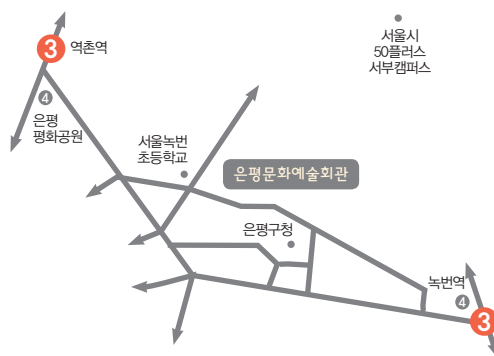 서울시
50플러스
서부캠퍼스
3
역촌역
4
은평
평화공원
서울녹번
초등학교
은평문화예술회관
은평구청
녹번역
4
3